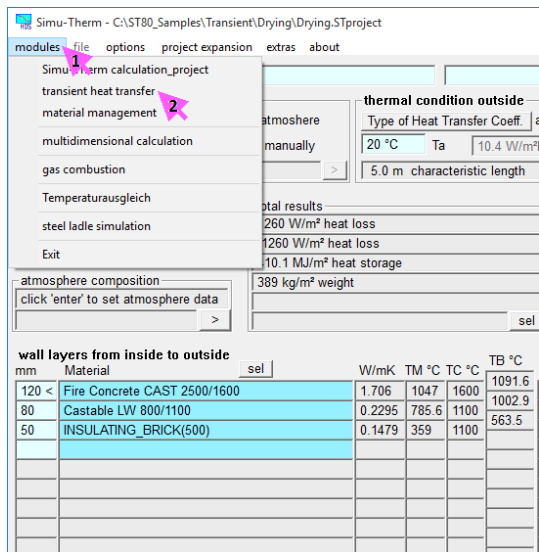 Simu-Therm - C:\ST80_Samples\Transient\Drying\Drying.STproject
modules file options project expansion extras about
1
Simu-Therm calculation_project
transient heat transfer
2
material management
multidimensional calculation
gas combustion
Temperaturausgleich
steel ladle simulation
Exit
atmoshere
manually
>
thermal condition outside
Type of Heat Transfer Coeff. a
20 °C Ta 10.4 W/m²
5.0 m characteristic length
total results
1260 W/m² heat loss
410.1 MJ/m² heat storage
389 kg/m² weight
sel
atmosphere composition
click 'enter' to set atmosphere data
>
wall layers from inside to outside
mm Material sel W/mK TM °C TC °C TB °C
120 < Fire Concrete CAST 2500/1600 1.706 1047 1600 1091.6
80 Castable LW 800/1100 0.2295 785.6 1100 1002.9
50 INSULATING_BRICK(500) 0.1479 359 1100 563.5